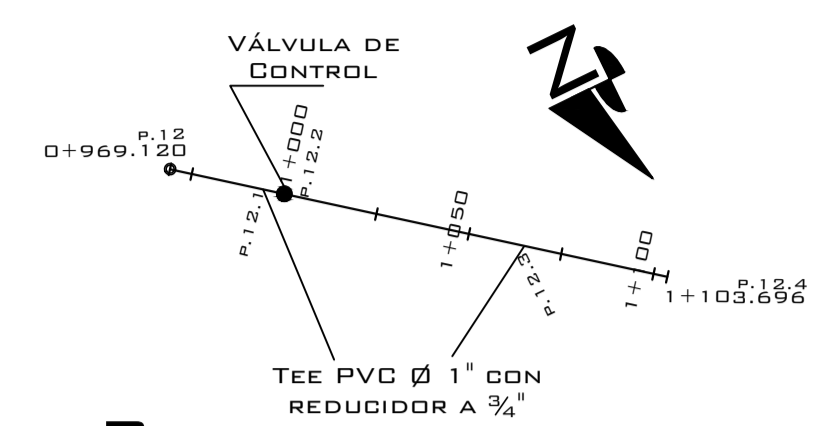 VÁLVULA DE
CONTROL
P.12
0+969.120
1+000
P.12.2
P.12.1
1+050
P.12.3
1+100
P.12.4
1+103.696
TEE PVC Ø 1" CON
REDUCIDOR A ¾"
N